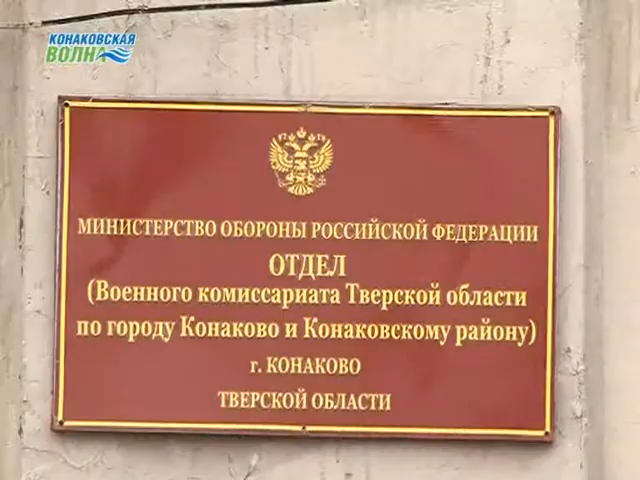 КОНАКОВСКАЯ
ВОЛНА
МИНИСТЕРСТВО ОБОРОНЫ РОССИЙСКОЙ ФЕДЕРАЦИИ
ОТДЕЛ
(Военного комиссариата Тверской области
по городу Конаково и Конаковскому району)
г. КОНАКОВО
ТВЕРСКОЙ ОБЛАСТИ